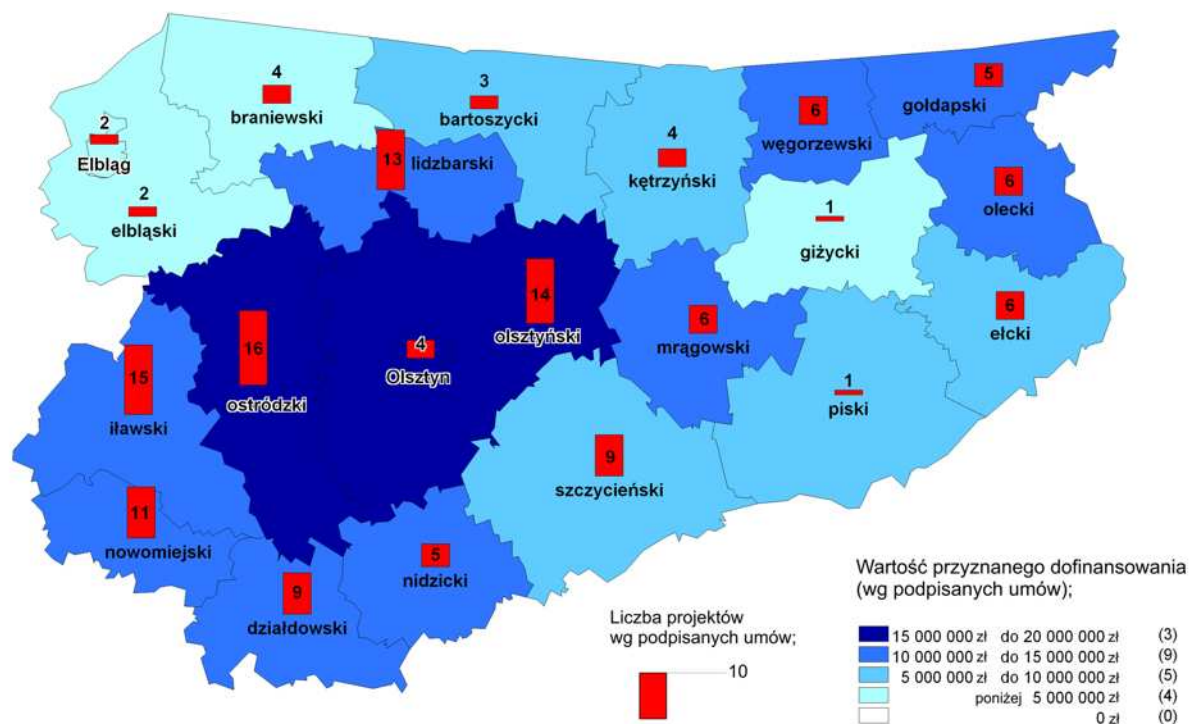 4
braniewski
3
bartoszycki
5
gołdapski
2
Elbląg
13
lidzbarski
4
kętrzyński
6
węgorzewski
2
elbląski
1
giżycki
6
olecki
14
olsztyński
16
ostródzki
4
Olsztyn
6
mrągowski
6
ełcki
15
iławski
1
piski
9
szczycieński
11
nowomiejski
5
nidzicki
9
działdowski
Liczba projektów
wg podpisanych umów;
10
Wartość przyznanego dofinansowania
(wg podpisanych umów);
15 000 000 zł do 20 000 000 zł (3)
10 000 000 zł do 15 000 000 zł (9)
5 000 000 zł do 10 000 000 zł (5)
poniżej 5 000 000 zł (4)
0 zł (0)